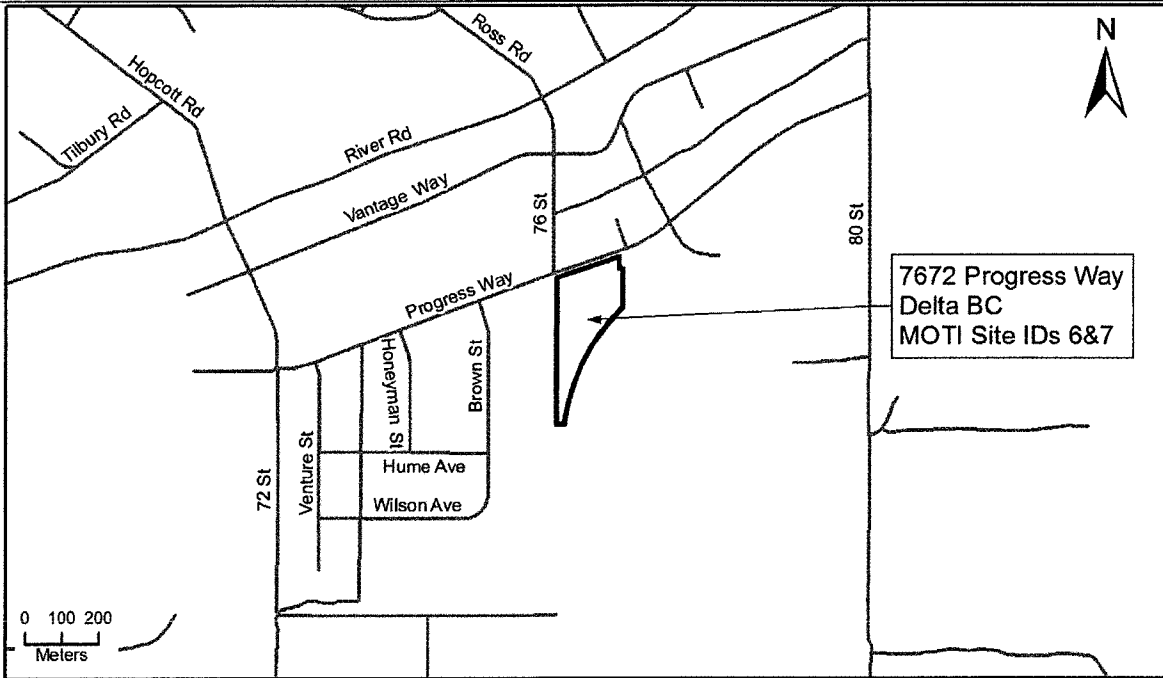 N
Ross Rd
Hopcott Rd
Tilbury Rd
River Rd
Vantage Way
76 St
80 St
Progress Way
7672 Progress Way
Delta BC
MOTI Site IDs 6&7
Honeyman St
Brown St
Venture St
72 St
Hume Ave
Wilson Ave
0 100 200
Meters